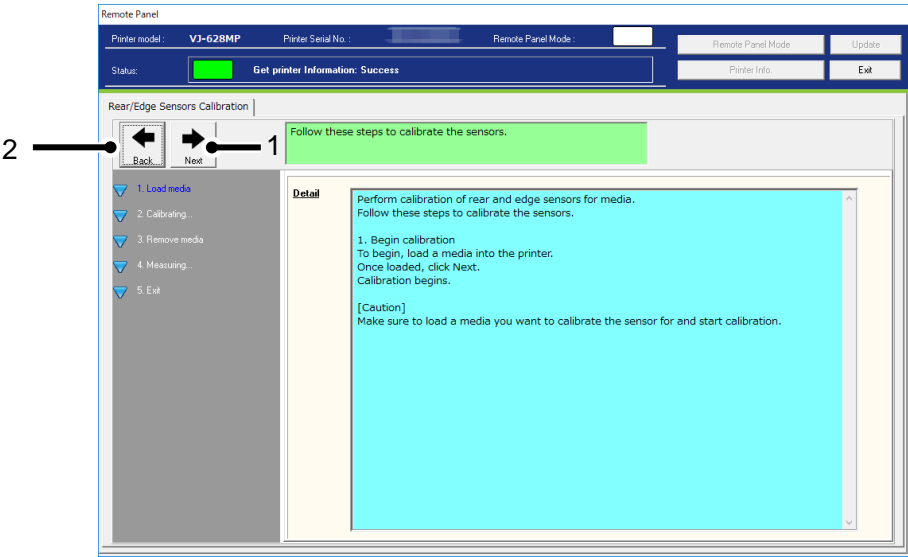 Remote Panel
Printer model : VJ-628MP Printer Serial No. : Remote Panel Mode :
Remote Panel Mode Update
Status: Get printer Information: Success
Printer Info. Exit
Rear/Edge Sensors Calibration
Back
Next
1
2
Follow these steps to calibrate the sensors.
1. Load media
2. Calibrating...
3. Remove media
4. Measuring...
5. Exit
Detail
Perform calibration of rear and edge sensors for media.
Follow these steps to calibrate the sensors.
1. Begin calibration
To begin, load a media into the printer.
Once loaded, click Next.
Calibration begins.
[Caution]
Make sure to load a media you want to calibrate the sensor for and start calibration.